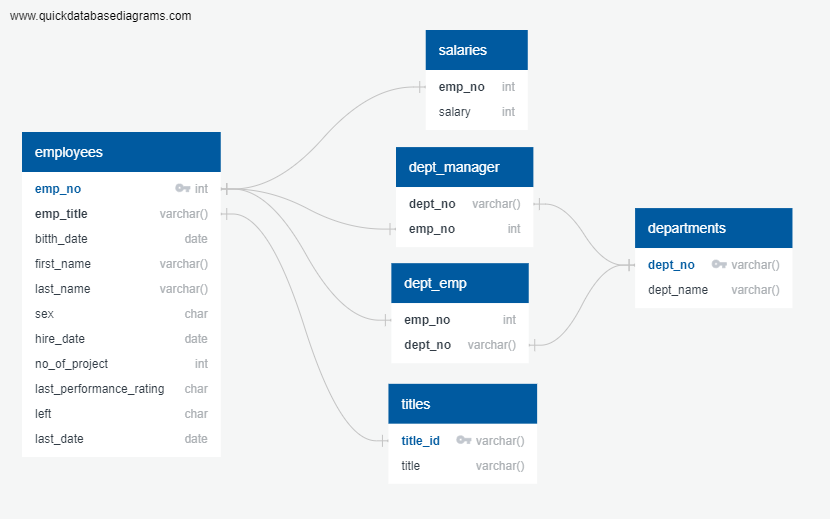 www.quickdatabasediagrams.com
salaries
emp_no int
salary int
employees
emp_no int
emp_title varchar()
bitth_date date
first_name varchar()
last_name varchar()
sex char
hire_date date
no_of_project int
last_performance_rating char
left char
last_date date
dept_manager
dept_no varchar()
emp_no int
dept_emp
emp_no int
dept_no varchar()
titles
title_id varchar()
title varchar()
departments
dept_no varchar()
dept_name varchar()